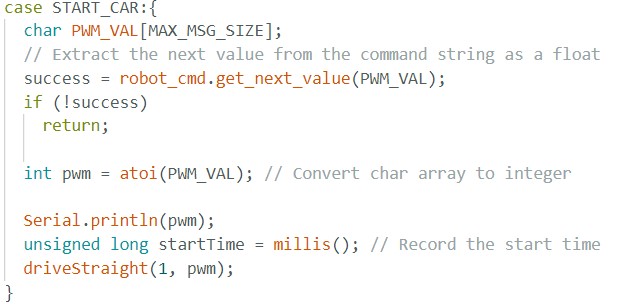 case START_CAR:{
  char PWM_VAL[MAX_MSG_SIZE];
  // Extract the next value from the command string as a float
  success = robot_cmd.get_next_value(PWM_VAL);
  if (!success)
    return;

  int pwm = atoi(PWM_VAL); // Convert char array to integer

  Serial.println(pwm);
  unsigned long startTime = millis(); // Record the start time
  driveStraight(1, pwm);
}